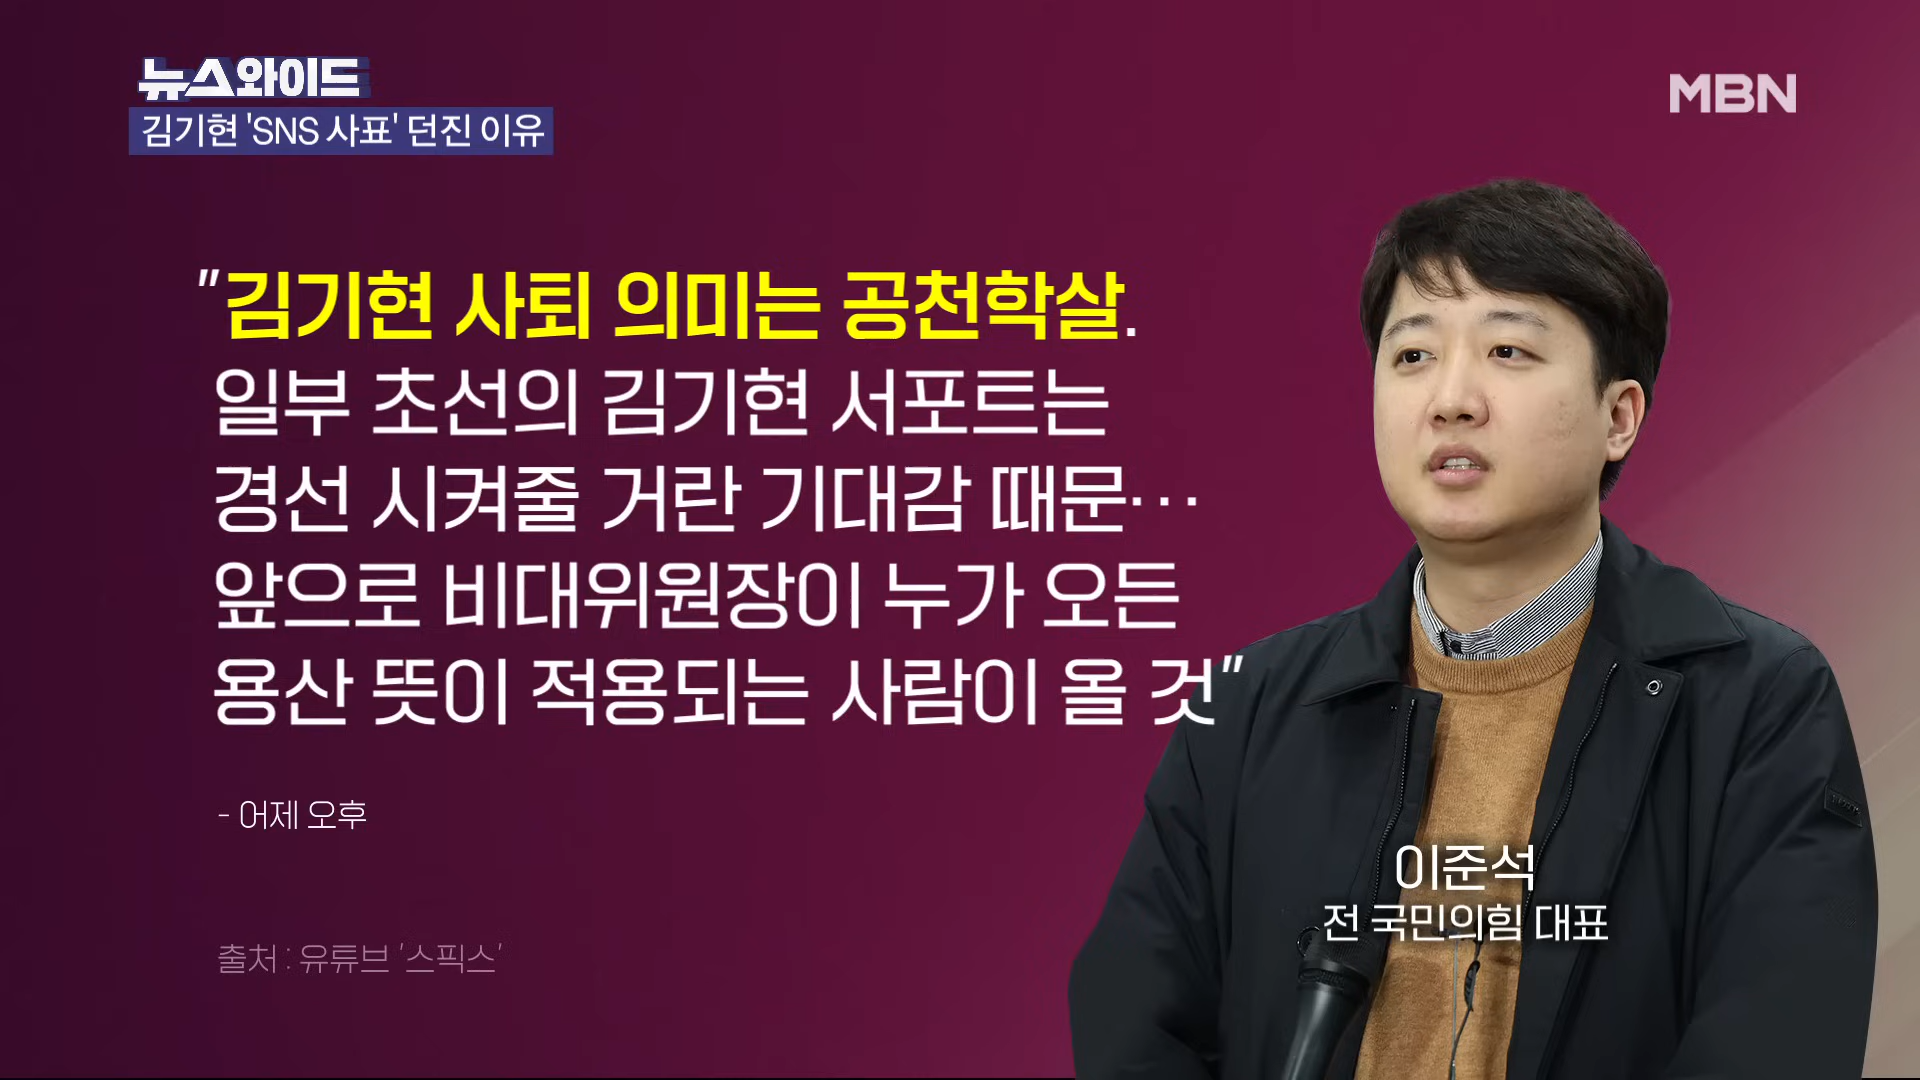 뉴스와이드
MBN
김기현 'SNS 사표' 던진 이유
"김기현 사퇴 의미는 공천학살.
일부 초선의 김기현 서포트는
경선 시켜줄 거란 기대감 때문…
앞으로 비대위원장이 누가 오든
용산 뜻이 적용되는 사람이 올 것"
- 어제 오후
이준석
전 국민의힘 대표
출처 : 유튜브 '스픽스'